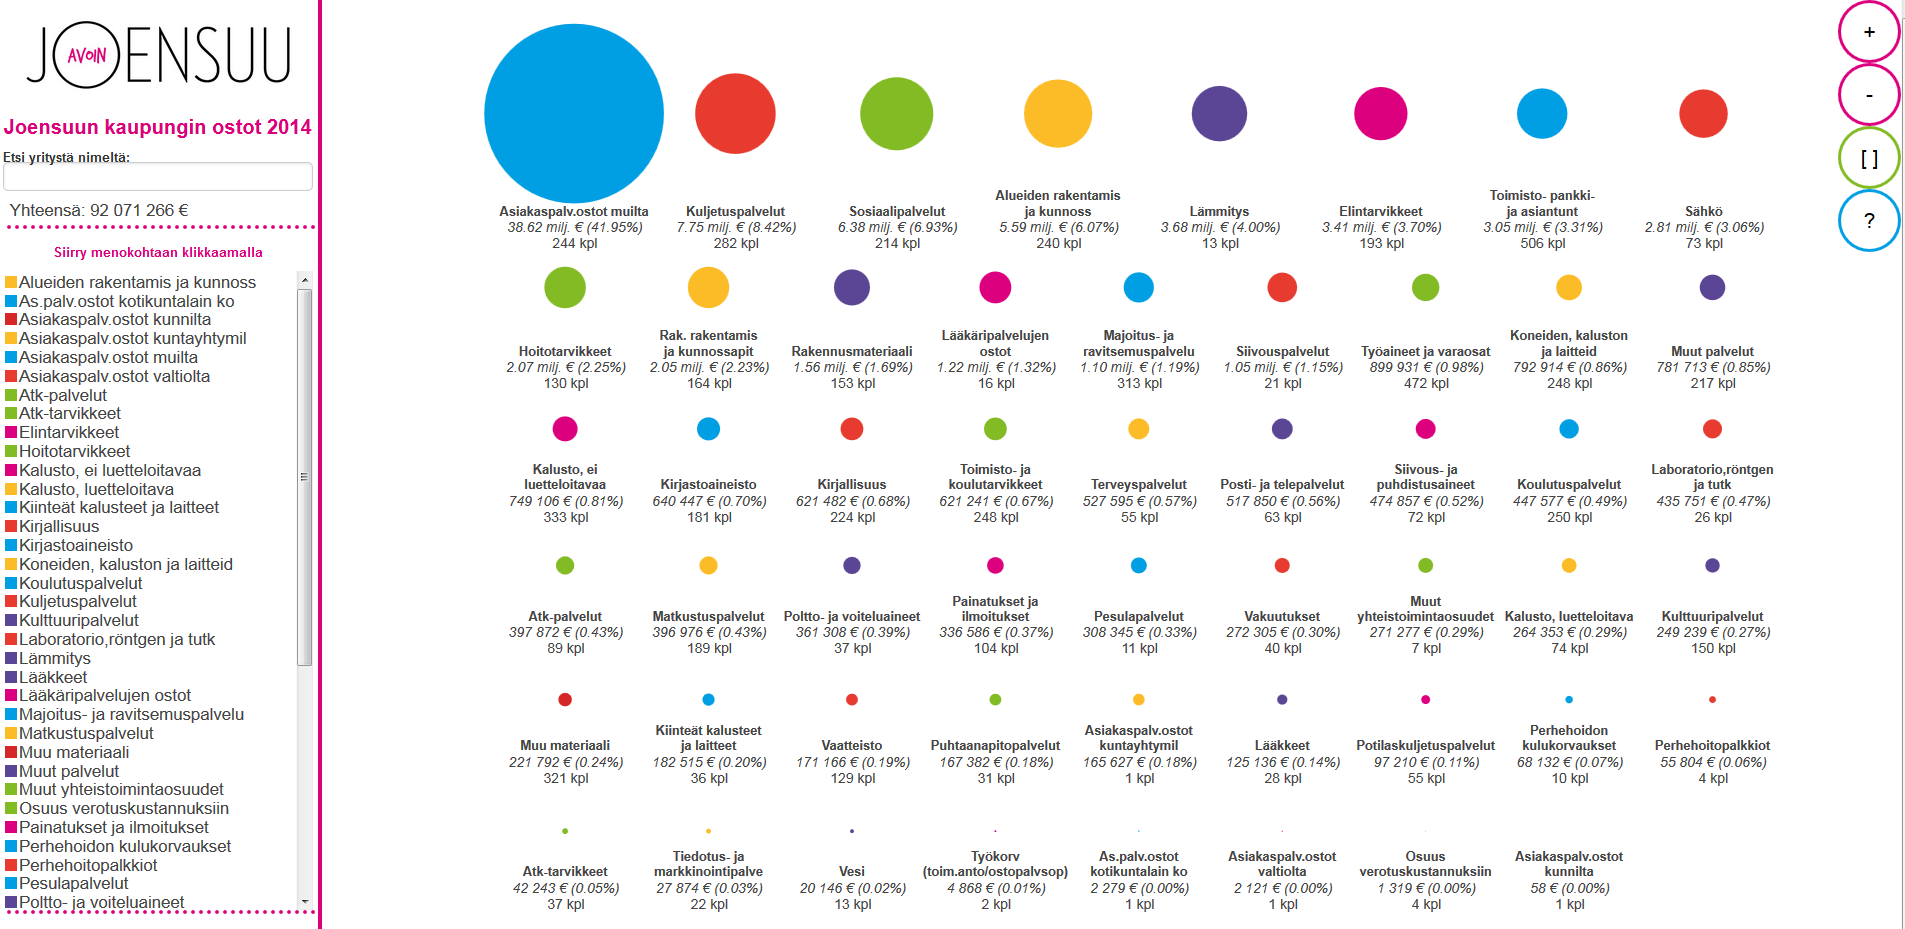 JOENSUU
AVOIN
Joensuun kaupungin ostot 2014
Etsi yritystä nimeltä:
Yhteensä: 92 071 266 €
Siirry menokohtaan klikkaamalla
Alueiden rakentamis ja kunnoss
As.palv.ostot kotikuntalain ko
Asiakaspalv.ostot kunnilta
Asiakaspalv.ostot kuntayhtymil
Asiakaspalv.ostot muilta
Asiakaspalv.ostot valtiolta
Atk-palvelut
Atk-tarvikkeet
Elintarvikkeet
Hoitotarvikkeet
Kalusto, ei luetteloitavaa
Kalusto, luetteloitava
Kiinteät kalusteet ja laitteet
Kirjallisuus
Kirjastoaineisto
Koneiden, kaluston ja laitteid
Koulutuspalvelut
Kuljetuspalvelut
Kulttuuripalvelut
Laboratorio,röntgen ja tutk
Lämmitys
Lääkkeet
Lääkäripalvelujen ostot
Majoitus- ja ravitsemuspalvelu
Matkustuspalvelut
Muu materiaali
Muut palvelut
Muut yhteistoimintaosuudet
Osuus verotuskustannuksiin
Painatukset ja ilmoitukset
Perhehoidon kulukorvaukset
Perhehoitopalkkiot
Pesulapalvelut
Poltto- ja voiteluaineet
Asiakaspalv.ostot muilta
38.62 milj. € (41.95%)
244 kpl
Kuljetuspalvelut
7.75 milj. € (8.42%)
282 kpl
Sosiaalipalvelut
6.38 milj. € (6.93%)
214 kpl
Alueiden rakentamis
ja kunnoss
5.59 milj. € (6.07%)
240 kpl
Lämmitys
3.68 milj. € (4.00%)
13 kpl
Elintarvikkeet
3.41 milj. € (3.70%)
193 kpl
Toimisto- pankki-
ja asiantunt
3.05 milj. € (3.31%)
506 kpl
Sähkö
2.81 milj. € (3.06%)
73 kpl
Hoitotarvikkeet
2.07 milj. € (2.25%)
130 kpl
Rak. rakentamis
ja kunnossapit
2.05 milj. € (2.23%)
164 kpl
Rakennusmateriaali
1.56 milj. € (1.69%)
153 kpl
Lääkäripalvelujen
ostot
1.22 milj. € (1.32%)
16 kpl
Majoitus- ja
ravitsemuspalvelu
1.10 milj. € (1.19%)
313 kpl
Siivouspalvelut
1.05 milj. € (1.15%)
21 kpl
Työaineet ja varaosat
899 931 € (0.98%)
472 kpl
Koneiden, kaluston
ja laitteid
792 914 € (0.86%)
248 kpl
Muut palvelut
781 713 € (0.85%)
217 kpl
Kalusto, ei
luetteloitavaa
749 106 € (0.81%)
333 kpl
Kirjastoaineisto
640 447 € (0.70%)
181 kpl
Kirjallisuus
621 482 € (0.68%)
224 kpl
Toimisto- ja
koulutarvikkeet
621 241 € (0.67%)
248 kpl
Terveyspalvelut
527 595 € (0.57%)
55 kpl
Posti- ja telepalvelut
517 850 € (0.56%)
63 kpl
Siivous- ja
puhdistusaineet
474 857 € (0.52%)
72 kpl
Koulutuspalvelut
447 577 € (0.49%)
250 kpl
Laboratorio,röntgen
ja tutk
435 751 € (0.47%)
26 kpl
Atk-palvelut
397 872 € (0.43%)
89 kpl
Matkustuspalvelut
396 976 € (0.43%)
189 kpl
Poltto- ja voiteluaineet
361 308 € (0.39%)
37 kpl
Painatukset ja
ilmoitukset
336 586 € (0.37%)
104 kpl
Pesulapalvelut
308 345 € (0.33%)
11 kpl
Vakuutukset
272 305 € (0.30%)
40 kpl
Muut
yhteistoimintaosuudet
271 277 € (0.29%)
7 kpl
Kalusto, luetteloitava
264 353 € (0.29%)
74 kpl
Kulttuuripalvelut
249 239 € (0.27%)
150 kpl
Muu materiaali
221 792 € (0.24%)
321 kpl
Kiinteät kalusteet
ja laitteet
182 515 € (0.20%)
36 kpl
Vaatteisto
171 166 € (0.19%)
129 kpl
Puhtaanapitopalvelut
167 382 € (0.18%)
31 kpl
Asiakaspalv.ostot
kuntayhtymil
165 627 € (0.18%)
1 kpl
Lääkkeet
125 136 € (0.14%)
28 kpl
Potilaskuljetuspalvelut
97 210 € (0.11%)
55 kpl
Perhehoidon
kulukorvaukset
68 132 € (0.07%)
10 kpl
Perhehoitopalkkiot
55 804 € (0.06%)
4 kpl
Atk-tarvikkeet
42 243 € (0.05%)
37 kpl
Tiedotus- ja
markkinointipalve
27 874 € (0.03%)
22 kpl
Vesi
20 146 € (0.02%)
13 kpl
Työkorv
(toim.anto/ostopalvsop)
4 868 € (0.01%)
2 kpl
As.palv.ostot
kotikuntalain ko
2 279 € (0.00%)
1 kpl
Asiakaspalv.ostot
valtiolta
2 121 € (0.00%)
1 kpl
Osuus
verotuskustannuksiin
1 319 € (0.00%)
4 kpl
Asiakaspalv.ostot
kunnilta
58 € (0.00%)
1 kpl
+
-
[ ]
?